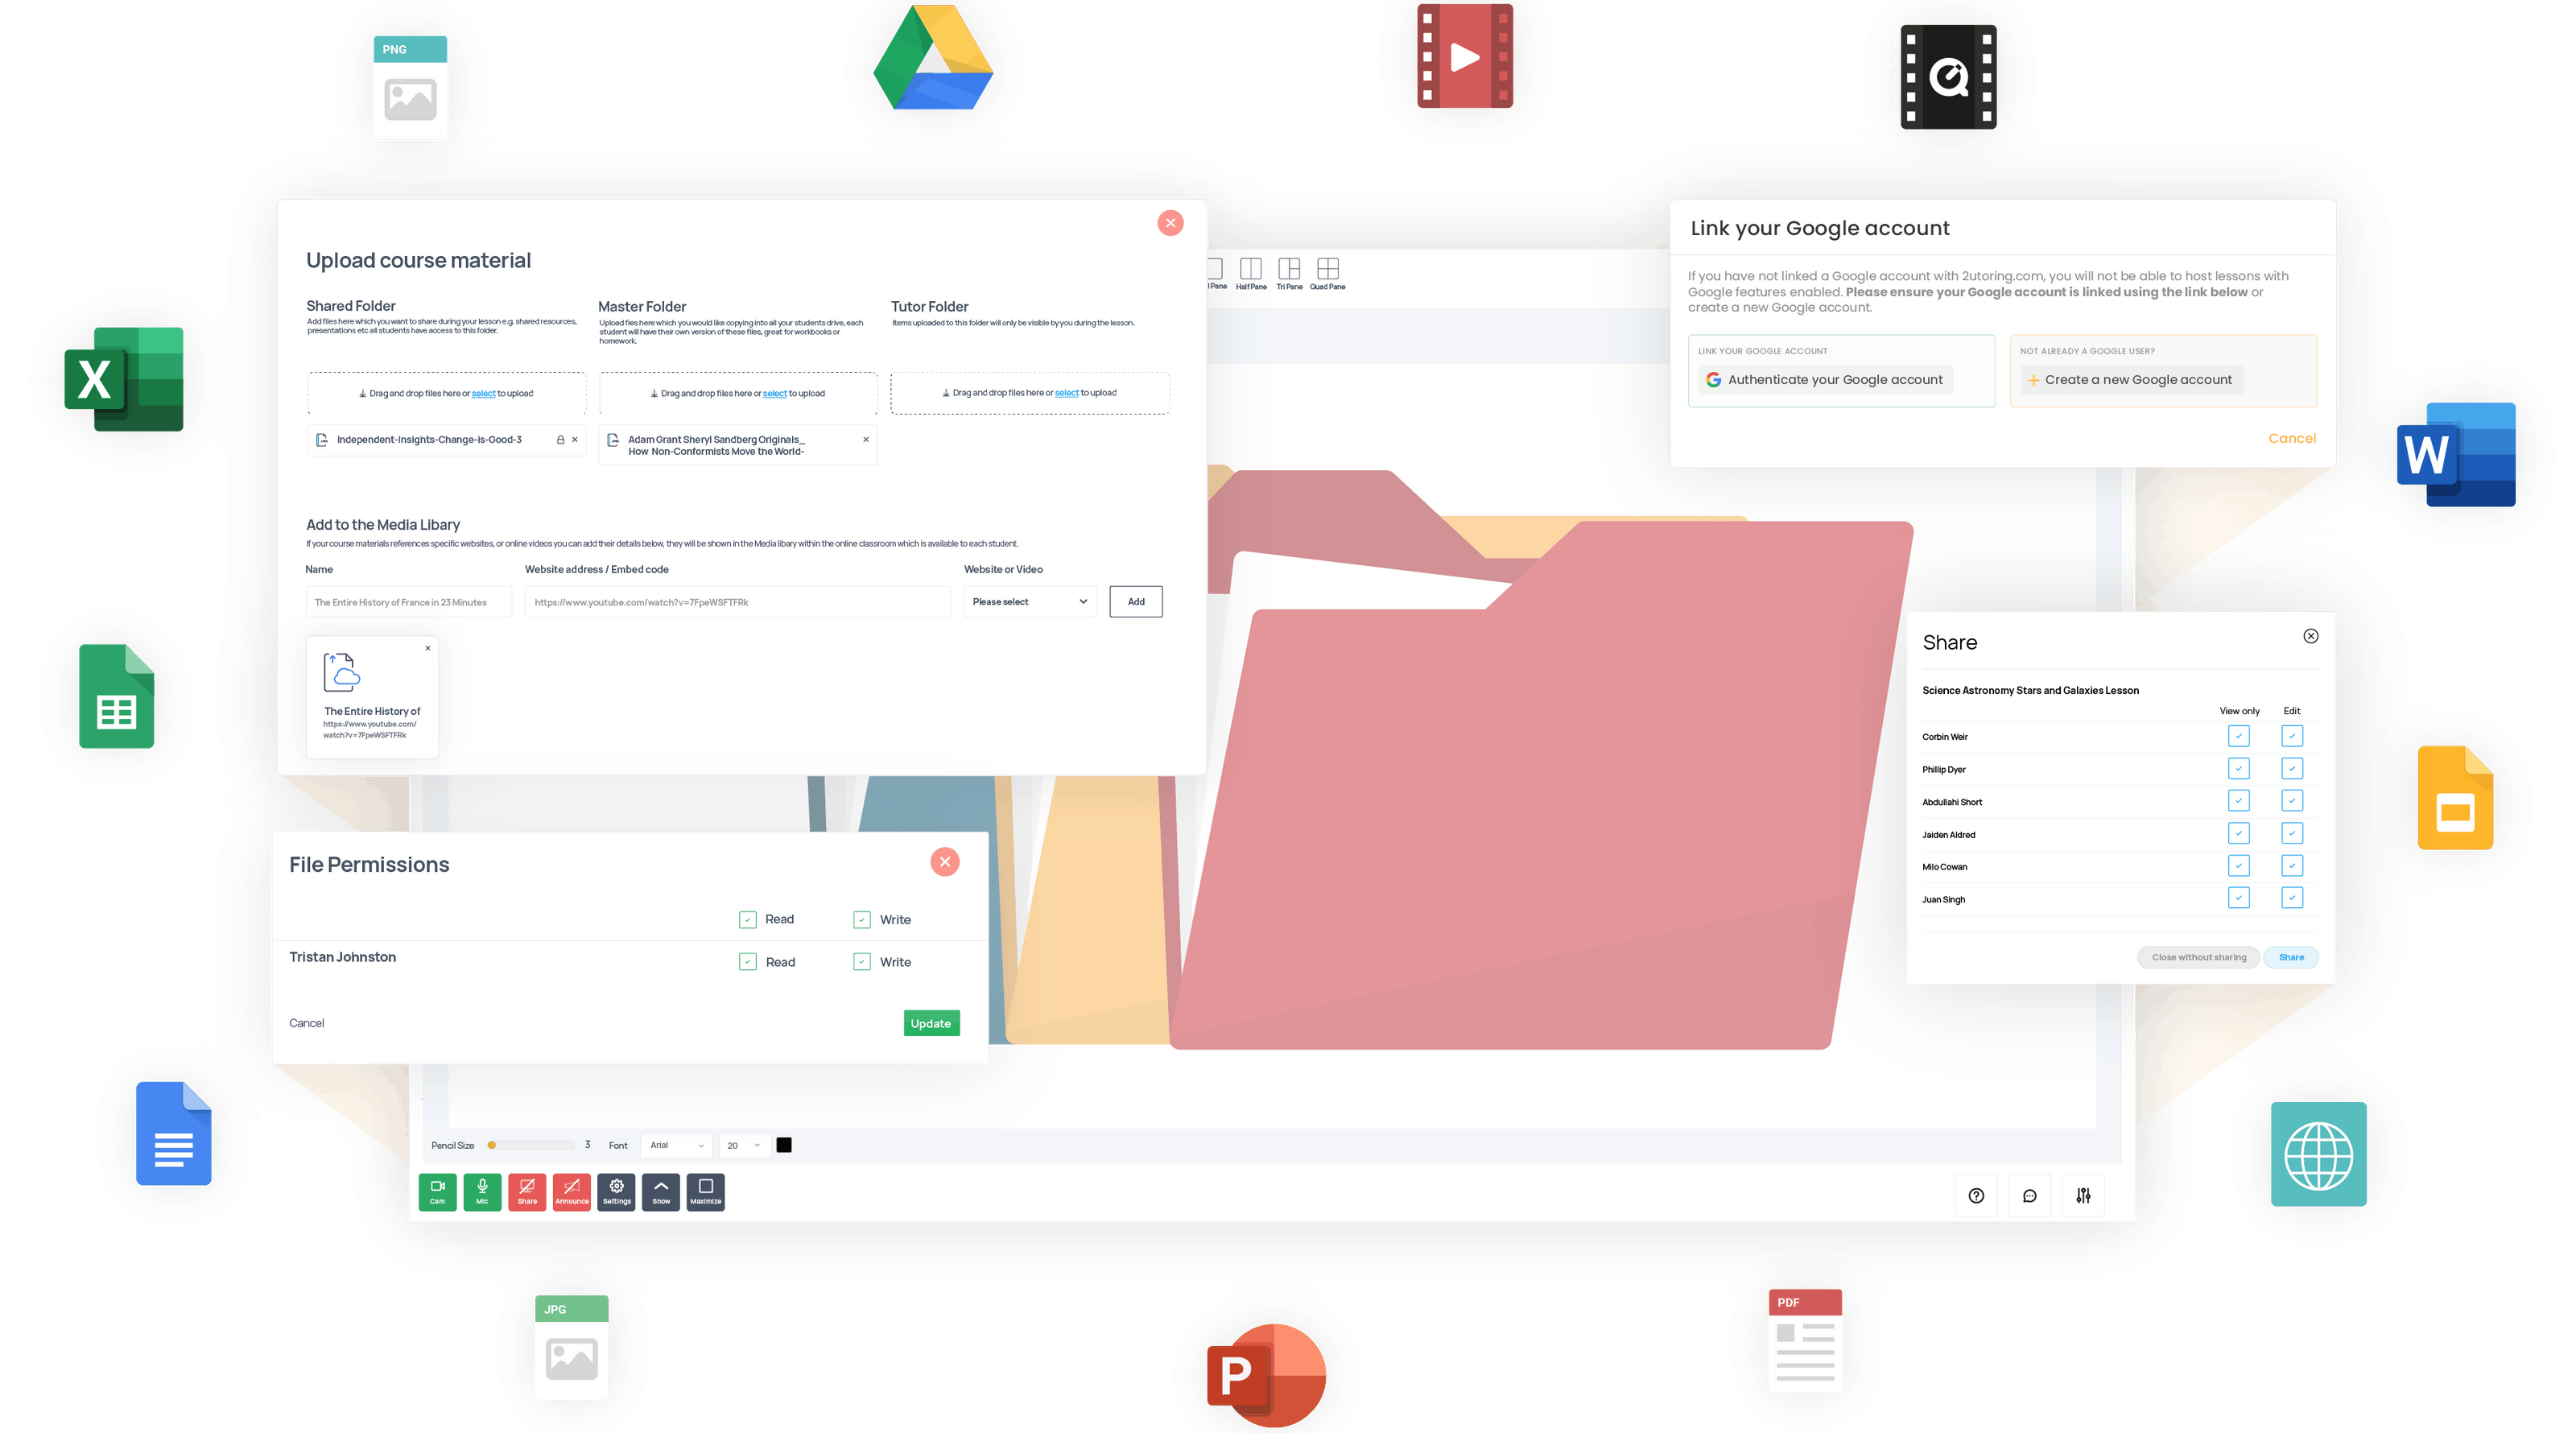 PNG
Upload course material
Shared Folder
Add files here which you want to share during your lesson e.g. shared resources,
presentations etc all students have access to this folder.
Drag and drop files here or select to upload
Independent-Insights-Change-is-Good-3
Master Folder
Upload fies here which you would like copying into all your students drive, each
student will have their own version of these files, great for workbooks or
homework.
Drag and drop files here or select to upload
Adam Grant Sheryl Sandberg Originals_
How Non-Conformists Move the World-
Tutor Folder
Items uploaded to this folder will only be visible by you during the lesson.
Drag and drop files here or select to upload
Add to the Media Libary
If your course materials references specific websites, or online videos you can add their details below, they will be shown in the Media libary within the online classroom which is available to each student.
Name
Website address / Embed code
Website or Video
The Entire History of France in 23 Minutes
https://www.youtube.com/watch?v=7FpeWSFTFRk
Please select
Add
The Entire History of
https://www.youtube.com/
watch?v=7FpeWSFTFRk
Pane
Half Pane
Tri Pane
Quad Pane
Link your Google account
If you have not linked a Google account with 2utoring.com, you will not be able to host lessons with
Google features enabled. Please ensure your Google account is linked using the link below or
create a new Google account.
LINK YOUR GOOGLE ACCOUNT
Authenticate your Google account
NOT ALREADY A GOOGLE USER?
Create a new Google account
Cancel
X
W
Share
Science Astronomy Stars and Galaxies Lesson
View only Edit
Corbin Weir
Phillip Dyer
Abdullahi Short
Jaiden Aldred
Milo Cowan
Juan Singh
Close without sharing
Share
File Permissions
Read Write
Tristan Johnston
Read Write
Cancel
Update
Pencil Size 3 Font Arial 20
Cam
Mic
Share
Announce
Settings
Show
Maximize
JPG
P
PDF